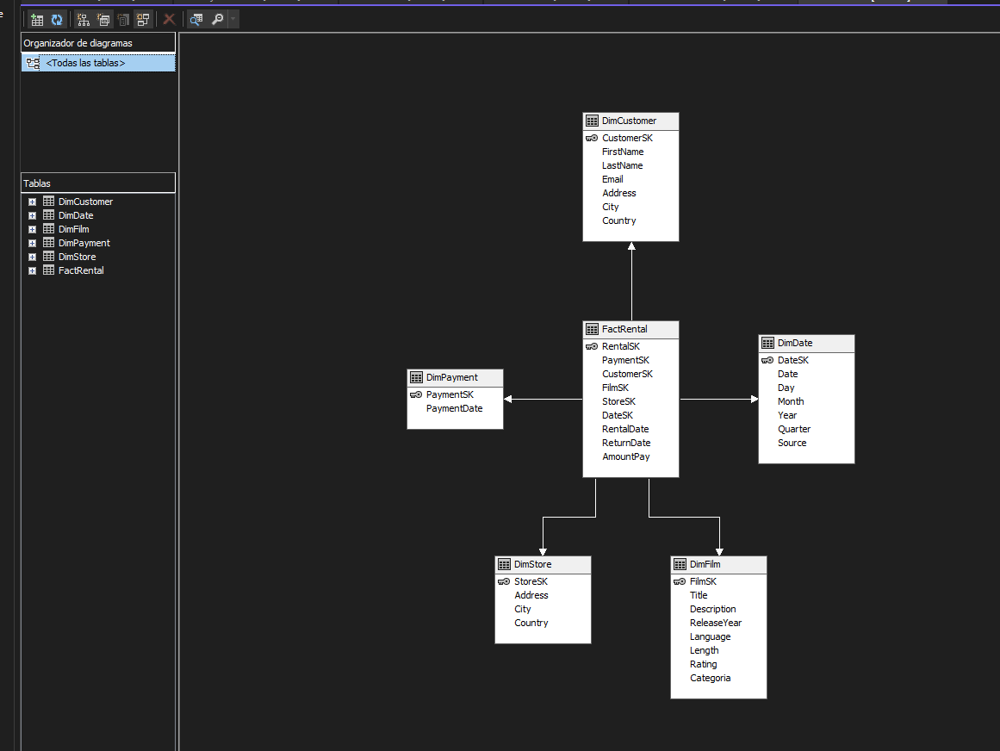 Organizador de diagramas
<Todas las tablas>
Tablas
DimCustomer
DimDate
DimFilm
DimPayment
DimStore
FactRental
DimCustomer
CustomerSK
FirstName
LastName
Email
Address
City
Country
FactRental
RentalSK
PaymentSK
CustomerSK
FilmSK
StoreSK
DateSK
RentalDate
ReturnDate
AmountPay
DimDate
DateSK
Date
Day
Month
Year
Quarter
Source
DimPayment
PaymentSK
PaymentDate
DimStore
StoreSK
Address
City
Country
DimFilm
FilmSK
Title
Description
ReleaseYear
Language
Length
Rating
Categoria